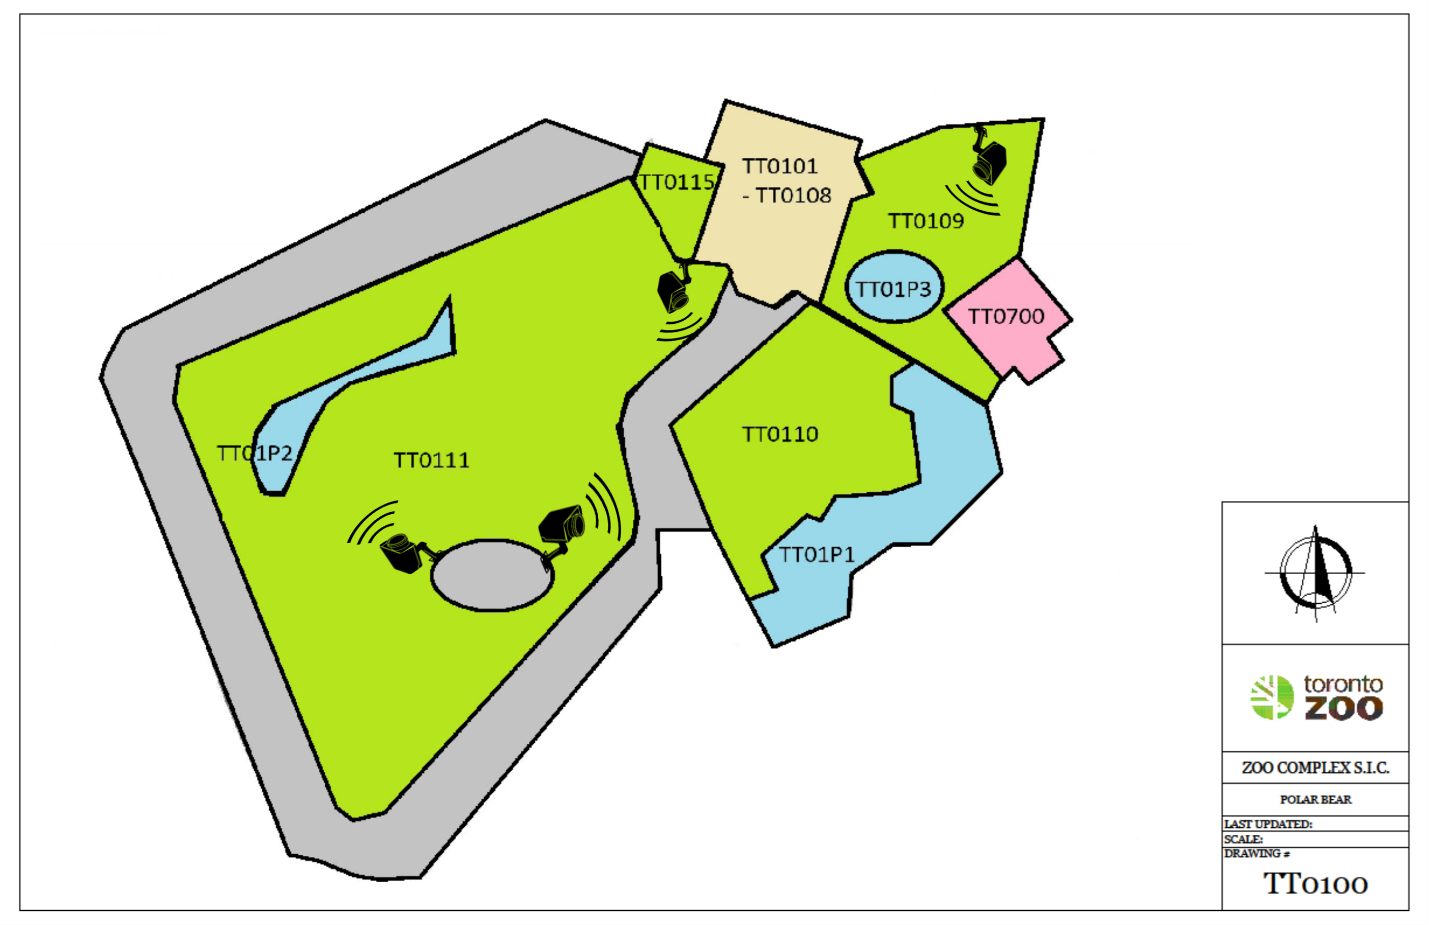 TT0101
- TT0108
TT0115
TT0109
TT01P3
TT0700
TT0110
TT01P2
TT0111
TT01P1
toronto
ZOO
ZOO COMPLEX S.I.C.
POLAR BEAR
LAST UPDATED:
SCALE:
DRAWING #
TT0100